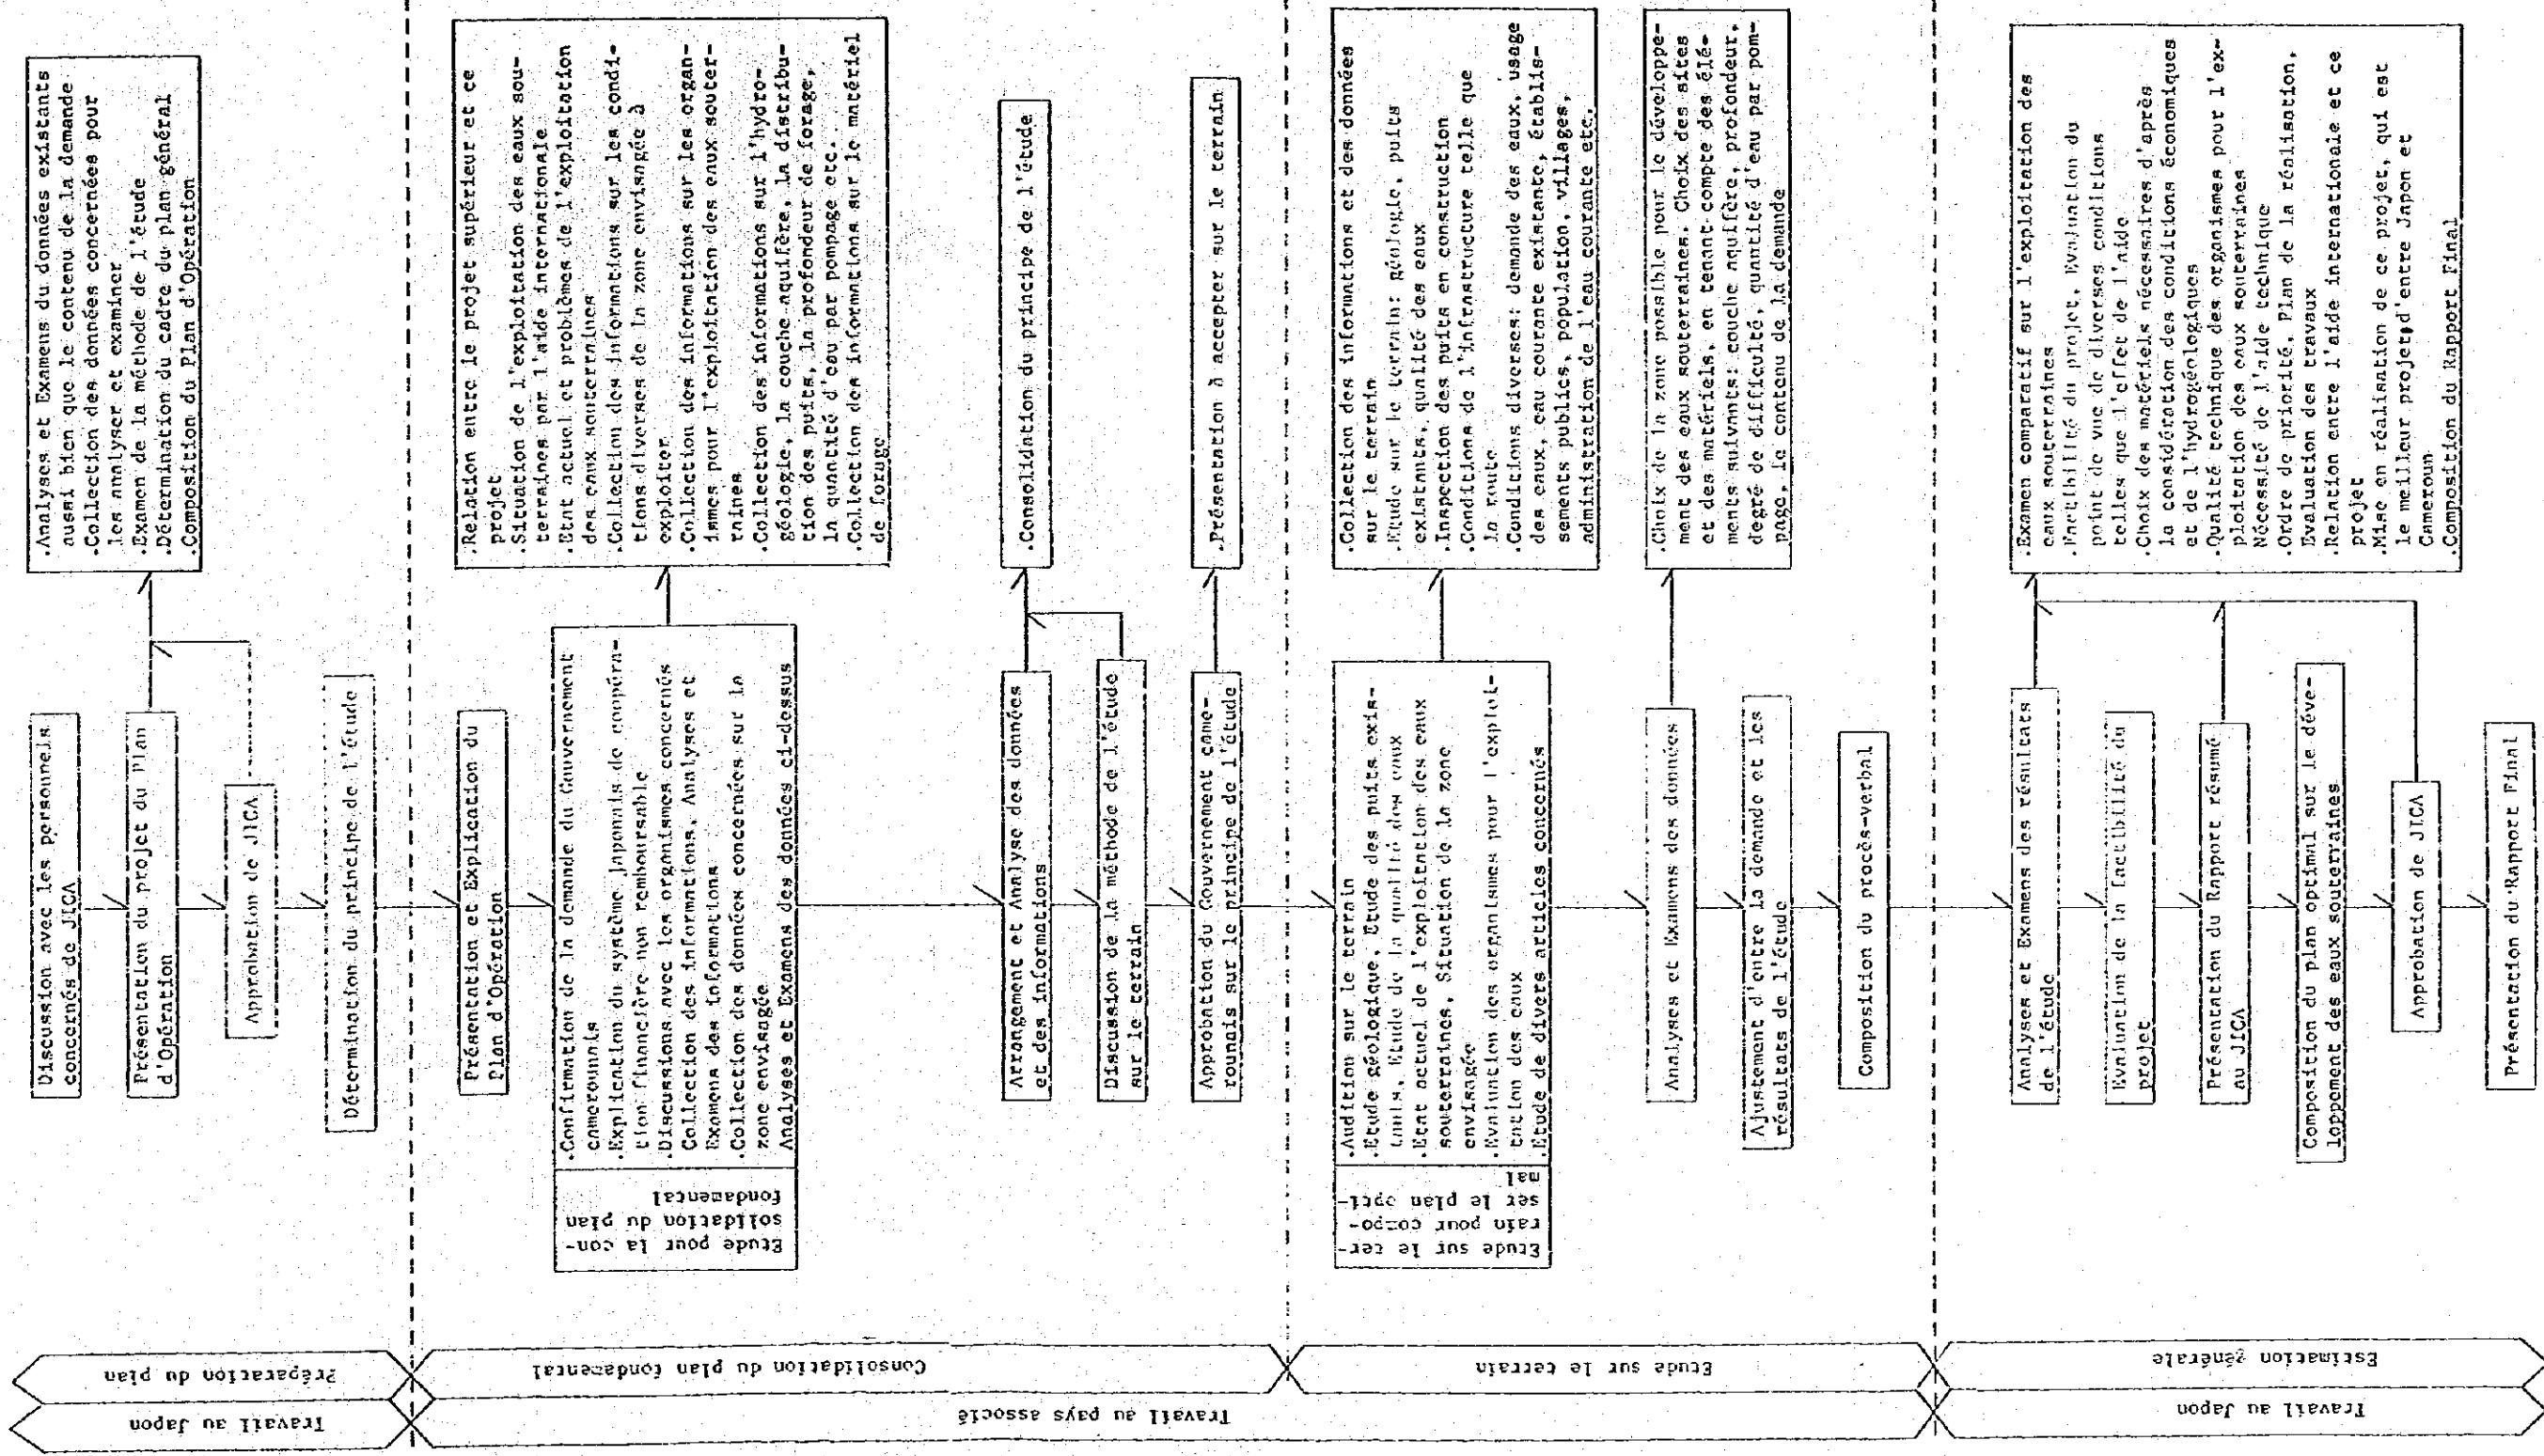 Travail au Japon
Préparation du plan
Discussion avec les personnels
concernés de JICA
Présentation du projet du Plan
d'Opération
Approbation de JICA
Détermination du principe de l'étude
.Analyses et Examens du données existants
aussi bien que le contenu de la demande
.Collection des données concernées pour
les analyser et examiner
.Examen de la méthode de l'étude
.Détermination du cadre du plan général
.Composition du Plan d'Opération
Travail au pays associé
Consolidation du plan fondamental
Présentation et Explication du
Plan d'Opération
Etude pour la con-
solidation du plan
fondamental
.Confirmation de la demande du Gouvernement
camerounais
.Explication du système japonais de coopéra-
tion financière non remboursable
.Discussions avec les organismes concernés
Collection des informations, Analyses et
Examens des informations
.Collection des données concernées sur la
zone envisagée
Analyses et Examens des données ci-dessus
.Relation entre le projet supérieur et ce
projet
.Situation de l'exploitation des eaux sou-
terraines par l'aide internationale
.Etat actuel et problèmes de l'exploitation
des eaux souterraines
.Collection des informations sur les condi-
tions diverses de la zone envisagée à
exploiter
.Collection des informations sur les organ-
ismes pour l'exploitation des eaux souter-
raines
.Collection des informations sur l'hydro-
géologie, la couche aquifère, la distribu-
tion des puits, la profondeur de forage,
la quantité d'eau par pompage etc...
.Collection des informations sur le matériel
de forage
Arrangement et Analyse des données
et des informations
Discussion de la méthode de l'étude
sur le terrain
.Consolidation du principe de l'étude
Approbation du Gouvernement came-
rounais sur le principe de l'étude
.Présentation à accepter sur le terrain
Etude sur le terrain
Etude sur le ter-
rain pour compo-
ser le plan opti-
mal
.Audition sur le terrain
.Etude géologique, Etude des puits exis-
tants, Etude de la qualité des eaux
.Etat actuel de l'exploitation des eaux
souterraines, Situation de la zone
envisagée
.Evaluation des organismes pour l'exploi-
tation des eaux
.Etude de divers articles concernés
.Collection des informations et des données
sur le terrain
.Etude sur le terrain: géologie, puits
existants, qualité des eaux
.Inspection des puits en construction
.Conditions de l'infrastructure telle que
la route
.Conditions diverses: demande des eaux, usage
des eaux, eau courante existante, établis-
sements publics, population, villages,
administration de l'eau courante etc.
Analyses et Examens des données
Ajustement d'entre la demande et les
résultats de l'étude
Composition du procès-verbal
.Choix de la zone possible pour le développe-
ment des eaux souterraines, Choix des sites
et des matériels, en tenant compte des élé-
ments suivants: couche aquifère, profondeur,
degré de difficulté, quantité d'eau par pom-
page, le contenu de la demande
Travail au Japon
Estimation générale
Analyses et Examens des résultats
de l'étude
Evaluation de la factibilité du
projet
Présentation du Rapport résumé
au JICA
Composition du plan optimal sur le déve-
loppement des eaux souterraines
Approbation de JICA
Présentation du Rapport Final
.Examen comparatif sur l'exploitation des
eaux souterraines
.Factibilité du projet, Evaluation du
point de vue de diverses conditions
telles que l'effet de l'aide
.Choix des matériels nécessaires d'après
la considération des conditions économiques
et de l'hydrogéologiques
.Qualité technique des organismes pour l'ex-
ploitation des eaux souterraines
Nécessité de l'aide technique
.Ordre de priorité, Plan de la réalisation,
Evaluation des travaux
.Relation entre l'aide internationale et ce
projet
.Mise en réalisation de ce projet, qui est
le meilleur projet d'entre Japon et
Cameroun
.Composition du Rapport Final